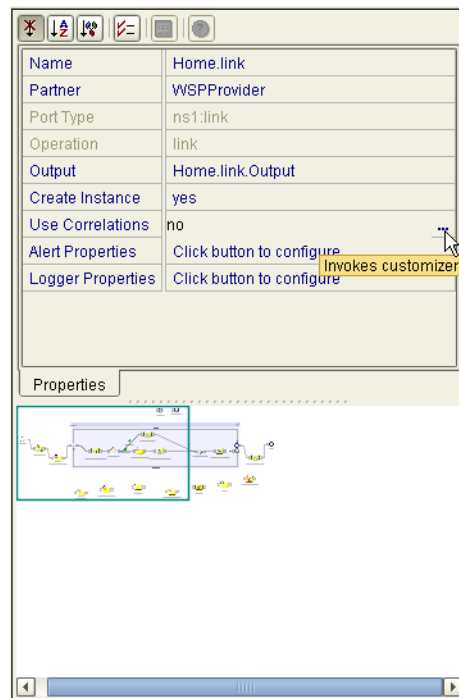 Name Home.link
Partner WSPProvider
Port Type ns1:link
Operation link
Output Home.link.Output
Create Instance yes
Use Correlations no ...
Alert Properties Click button to configure
Invokes customizer
Logger Properties Click button to configure
Properties